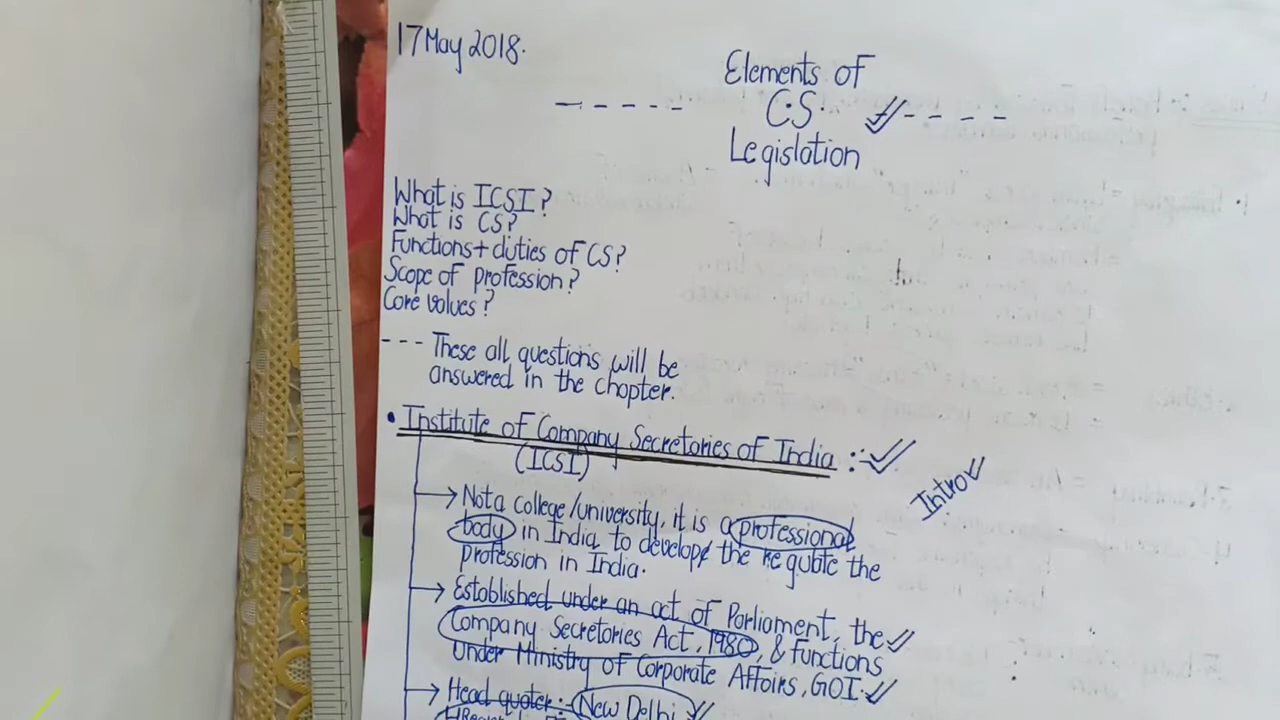 17 May 2018.
Elements of
C.S.
Legislation
What is ICSI?
What is CS?
Functions + duties of CS?
Scope of profession?
Core values?
--- These all questions will be
answered in the chapter.
• Institute of Company Secretories of India :-
(ICSI)
Intro
→ Not a college/university, it is a professional
body in India to develop & the regulate the
profession in India.
→ Established under an act of Parliament, the
Company Secretories Act, 1980, & functions
under Ministry of Corporate Affairs, GOI.
→ Head quater :- New Delhi